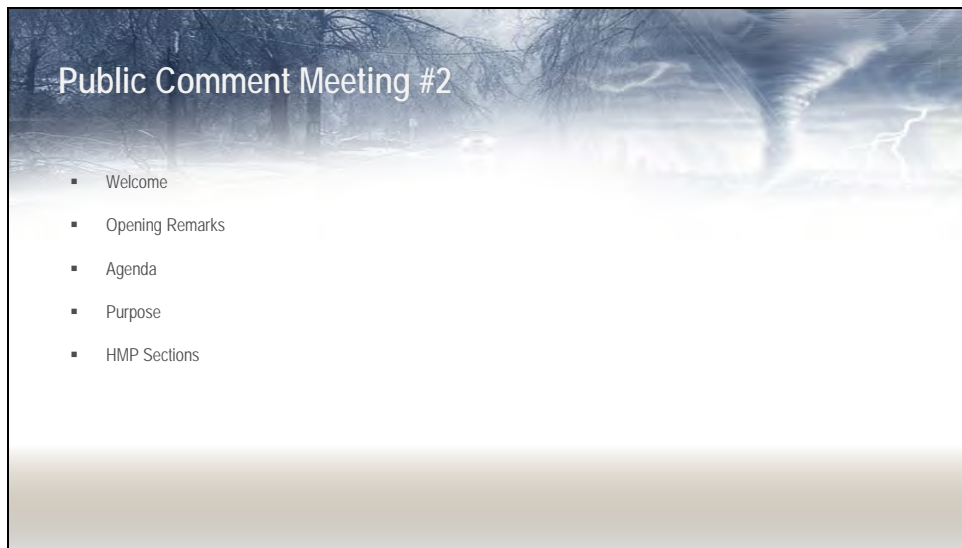 Public Comment Meeting #2
▪ Welcome
▪ Opening Remarks
▪ Agenda
▪ Purpose
▪ HMP Sections